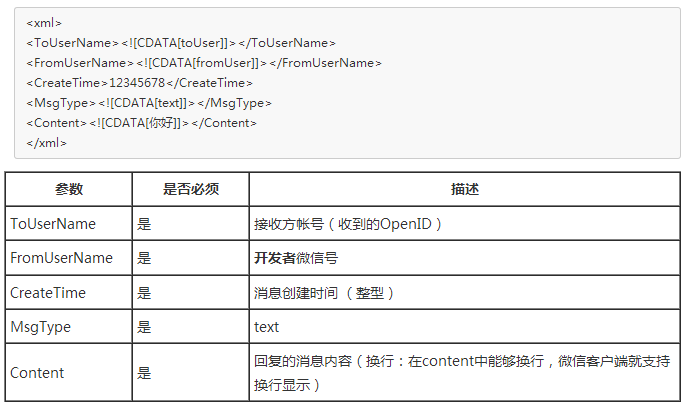 <xml>
<ToUserName><![CDATA[toUser]]></ToUserName>
<FromUserName><![CDATA[fromUser]]></FromUserName>
<CreateTime>12345678</CreateTime>
<MsgType><![CDATA[text]]></MsgType>
<Content><![CDATA[你好]]></Content>
</xml>
参数 是否必须 描述
ToUserName 是 接收方帐号（收到的OpenID）
FromUserName 是 开发者微信号
CreateTime 是 消息创建时间 （整型）
MsgType 是 text
Content 是 回复的消息内容（换行：在content中能够换行，微信客户端就支持
换行显示）